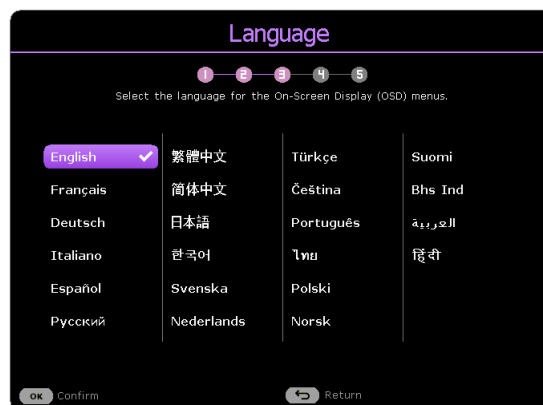 Language
1 2 3 4 5
Select the language for the On-Screen Display (OSD) menus.
English
Français
Deutsch
Italiano
Español
Русский
繁體中文
简体中文
日本語
한국어
Svenska
Nederlands
Türkçe
Čeština
Português
ไทย
Polski
Norsk
Suomi
Bhs Ind
العربية
हिंदी
OK Confirm
Return